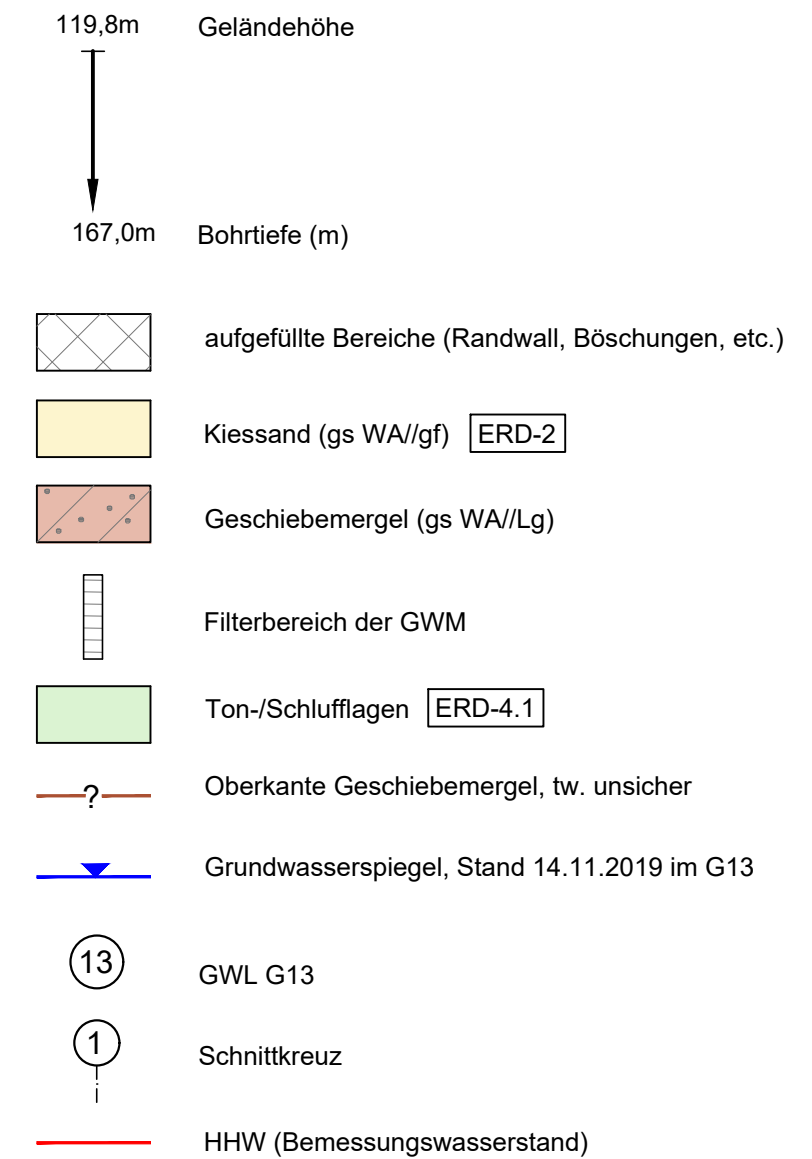 119,8m Geländehöhe
167,0m Bohrtiefe (m)
aufgefüllte Bereiche (Randwall, Böschungen, etc.)
Kiessand (gs WA//gf) ERD-2
Geschiebemergel (gs WA//Lg)
Filterbereich der GWM
Ton-/Schlufflagen ERD-4.1
? Oberkante Geschiebemergel, tw. unsicher
Grundwasserspiegel, Stand 14.11.2019 im G13
13 GWL G13
1 Schnittkreuz
HHW (Bemessungswasserstand)